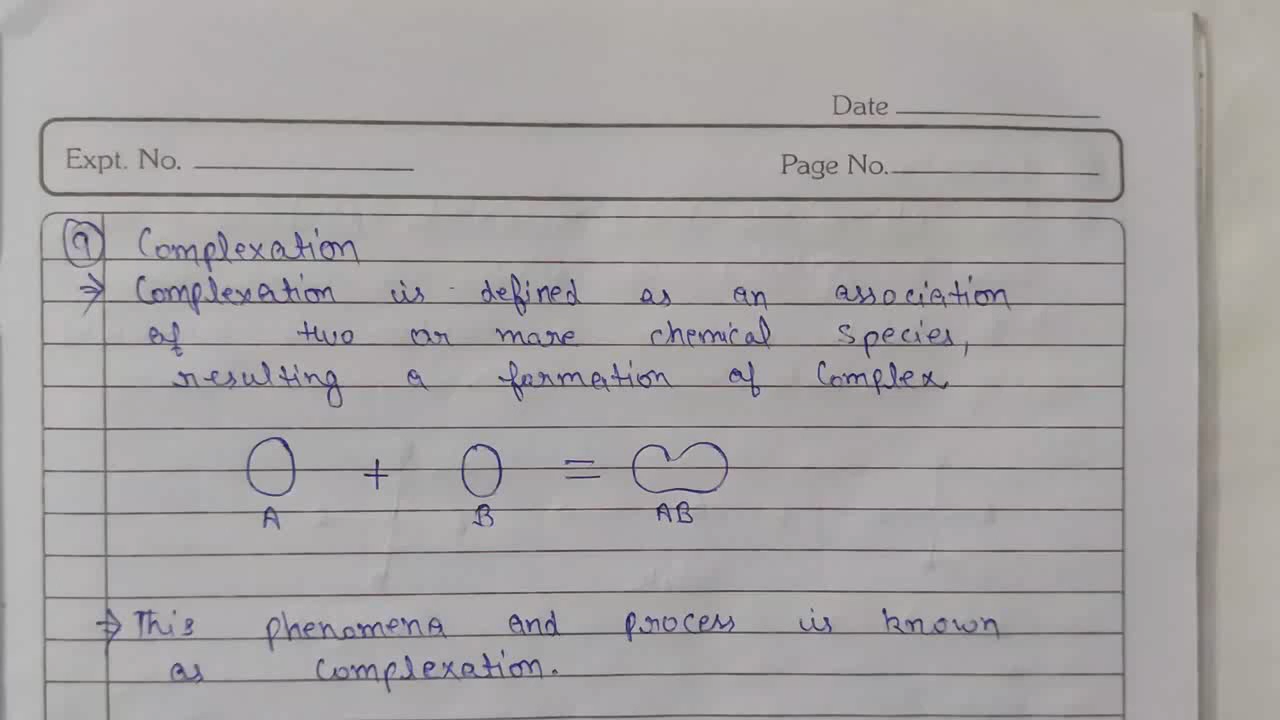 Date
Expt. No.
Page No.
9 Complexation
⇒ Complexation is defined as an association
of two or more chemical species,
resulting a formation of complex
+ =
A B AB
⇒ This phenomena and process is known
as complexation.